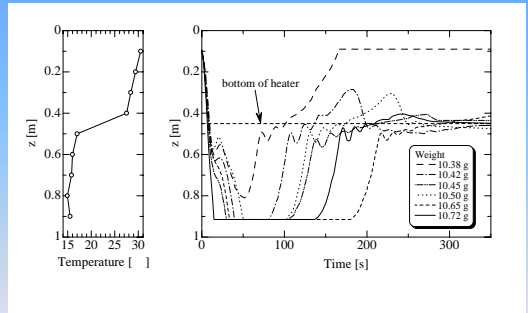 0
0.2
0.4
0.6
0.8
1
z [m]
15 20 25 30
Temperature [ ]
0
0.2
0.4
0.6
0.8
1
z [m]
0 100 200 300
Time [s]
bottom of heater
Weight
10.38 g
10.42 g
10.45 g
10.50 g
10.65 g
10.72 g